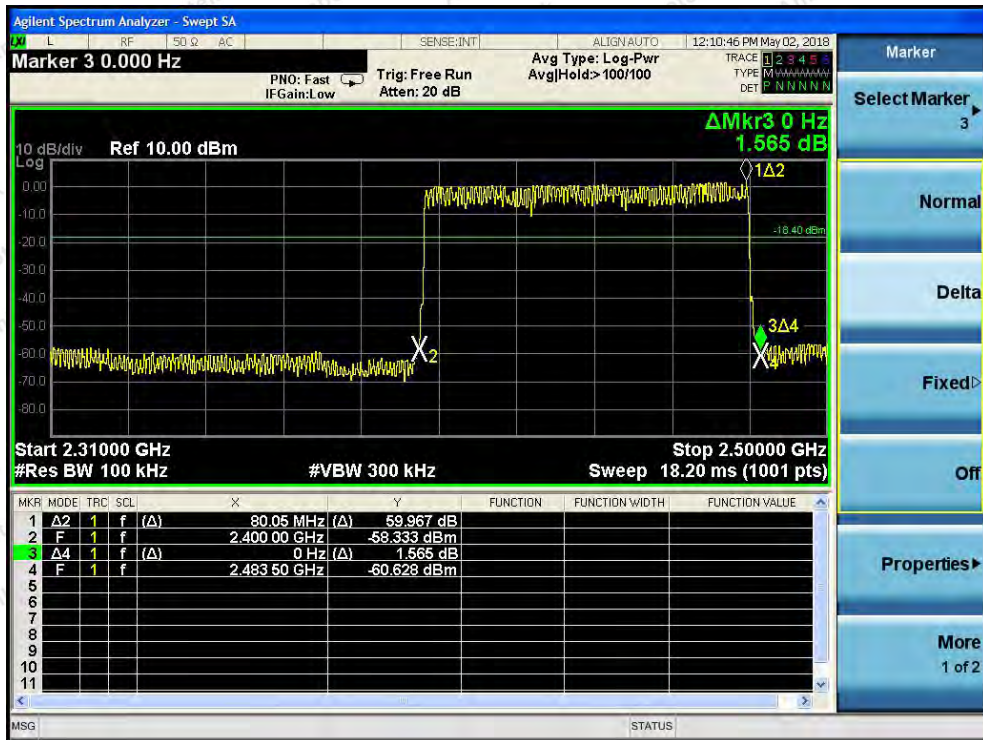 Agilent Spectrum Analyzer - Swept SA
LXI L RF 50 Ω AC SENSE:INT ALIGN AUTO 12:10:46 PM May 02, 2018
Marker 3 0.000 Hz
PNO: Fast
IFGain:Low
Trig: Free Run
Atten: 20 dB
Avg Type: Log-Pwr
Avg|Hold:>100/100
TRACE 1 2 3 4 5 6
TYPE M
DET P N N N N N
ΔMkr3 0 Hz
1.565 dB
10 dB/div Ref 10.00 dBm
Log
1Δ2
0.00
-10.0
-18.40 dBm
-20.0
-30.0
-40.0
-50.0
3Δ4
-60.0
2
4
-70.0
-80.0
Start 2.31000 GHz Stop 2.50000 GHz
#Res BW 100 kHz #VBW 300 kHz Sweep 18.20 ms (1001 pts)
MKR MODE TRC SCL X Y FUNCTION FUNCTION WIDTH FUNCTION VALUE
1 Δ2 1 f (Δ) 80.05 MHz (Δ) 59.967 dB
2 F 1 f 2.400 00 GHz -58.333 dBm
3 Δ4 1 f (Δ) 0 Hz (Δ) 1.565 dB
4 F 1 f 2.483 50 GHz -60.628 dBm
5
6
7
8
9
10
11
MSG STATUS
Marker
Select Marker
3
Normal
Delta
Fixed
Off
Properties
More
1 of 2